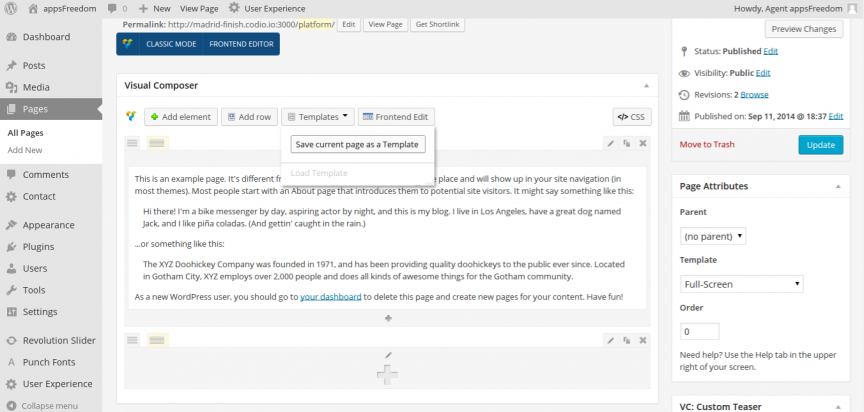 appsFreedom 0 + New View Page User Experience Howdy, Agent appsFreedom
Dashboard
Posts
Media
Pages
All Pages
Add New
Comments
Contact
Appearance
Plugins
Users
Tools
Settings
Revolution Slider
Punch Fonts
User Experience
Collapse menu
Permalink: http://madrid-finish.codio.io:3000/platform/ Edit View Page Get Shortlink
CLASSIC MODE FRONTEND EDITOR
Visual Composer
Add element Add row Templates Frontend Edit </> CSS
Save current page as a Template
Load Template
This is an example page. It's different fr place and will show up in your site navigation (in
most themes). Most people start with an About page that introduces them to potential site visitors. It might say something like this:
Hi there! I'm a bike messenger by day, aspiring actor by night, and this is my blog. I live in Los Angeles, have a great dog named
Jack, and I like piña coladas. (And gettin' caught in the rain.)
...or something like this:
The XYZ Doohickey Company was founded in 1971, and has been providing quality doohickeys to the public ever since. Located
in Gotham City, XYZ employs over 2,000 people and does all kinds of awesome things for the Gotham community.
As a new WordPress user, you should go to your dashboard to delete this page and create new pages for your content. Have fun!
Preview Changes
Status: Published Edit
Visibility: Public Edit
Revisions: 2 Browse
Published on: Sep 11, 2014 @ 18:37 Edit
Move to Trash Update
Page Attributes
Parent
(no parent)
Template
Full-Screen
Order
0
Need help? Use the Help tab in the upper
right of your screen.
VC: Custom Teaser